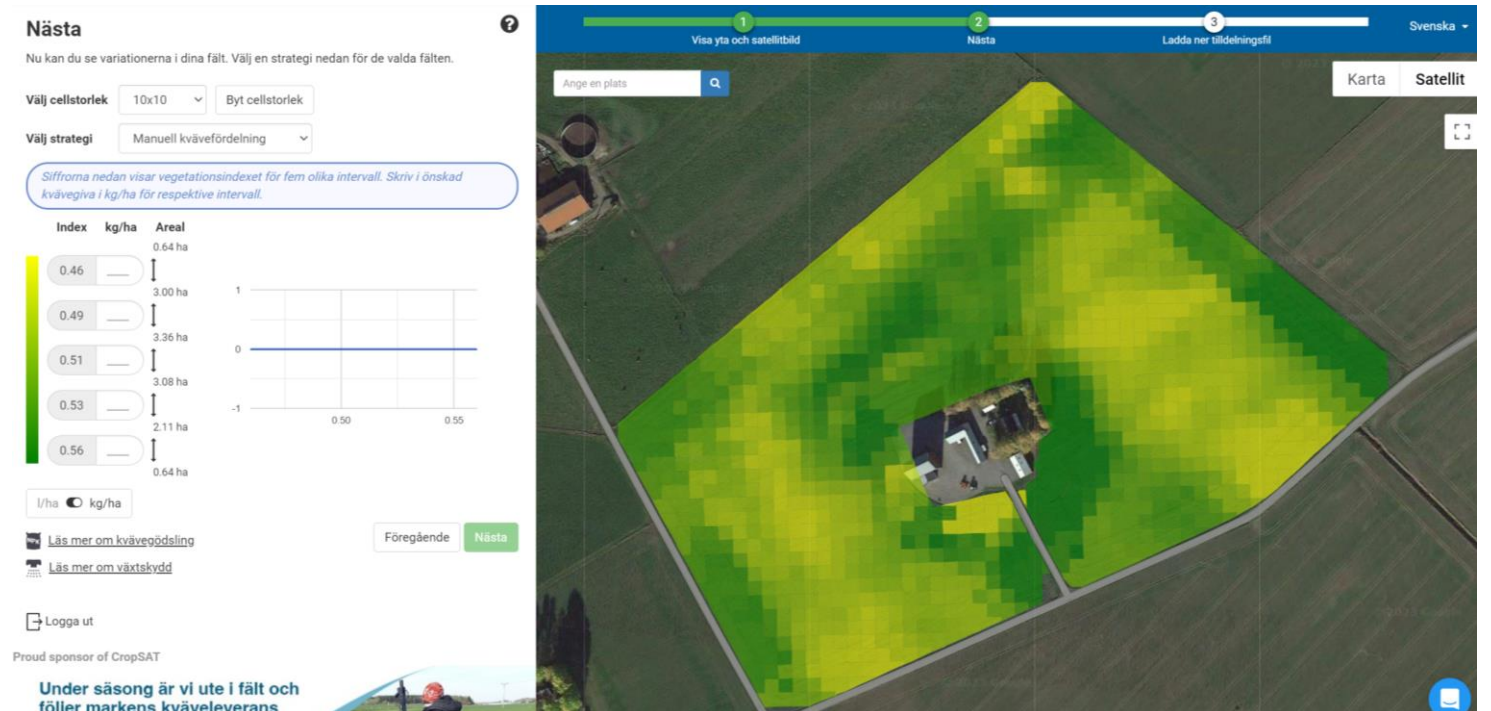 Nästa
Nu kan du se variationerna i dina fält. Välj en strategi nedan för de valda fälten.
Välj cellstorlek 10x10 Byt cellstorlek
Välj strategi Manuell kvävefördelning
Siffrorna nedan visar vegetationsindexet för fem olika intervall. Skriv i önskad
kvävegiva i kg/ha för respektive intervall.
Index kg/ha Areal
0.64 ha
0.46
3.00 ha
0.49
3.36 ha
0.51
3.08 ha
0.53
2.11 ha
0.56
0.64 ha
1
0
-1
0.50 0.55
l/ha kg/ha
Läs mer om kvävegödsling
Läs mer om växtskydd
Föregående Nästa
Logga ut
Proud sponsor of CropSAT
Under säsong är vi ute i fält och
följer markens kväveleverans
1 2 3
Visa yta och satellitbild Nästa Ladda ner tilldelningsfil
Svenska
Ange en plats
Karta Satellit